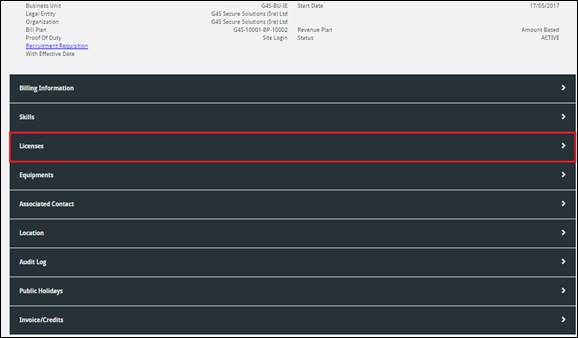 Business Unit G4S-BU-IE Start Date 17/05/2017
Legal Entity G4S Secure Solutions (Ire) Ltd
Organization G4S Secure Solutions (Ire) Ltd
Bill Plan G4S-10001-BP-10002 Revenue Plan Amount Based
Proof Of Duty Site Login Status ACTIVE
Recruitment Requisition
With Effective Date
Billing Information
Skills
Licenses
Equipments
Associated Contact
Location
Audit Log
Public Holidays
Invoice/Credits